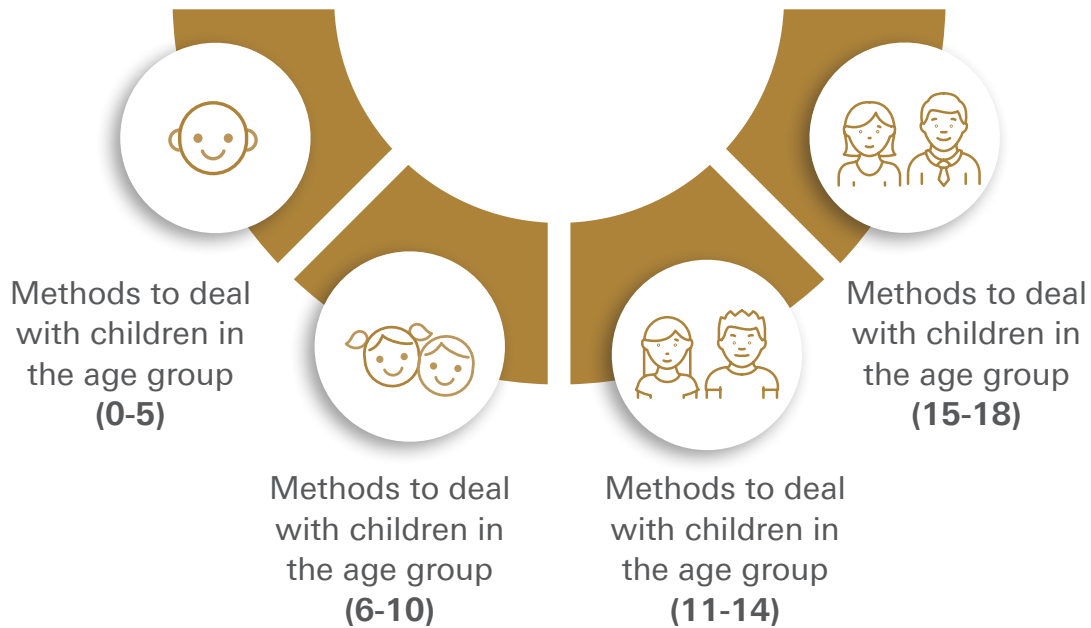 Methods to deal
with children in
the age group
(0-5)
Methods to deal
with children in
the age group
(6-10)
Methods to deal
with children in
the age group
(11-14)
Methods to deal
with children in
the age group
(15-18)